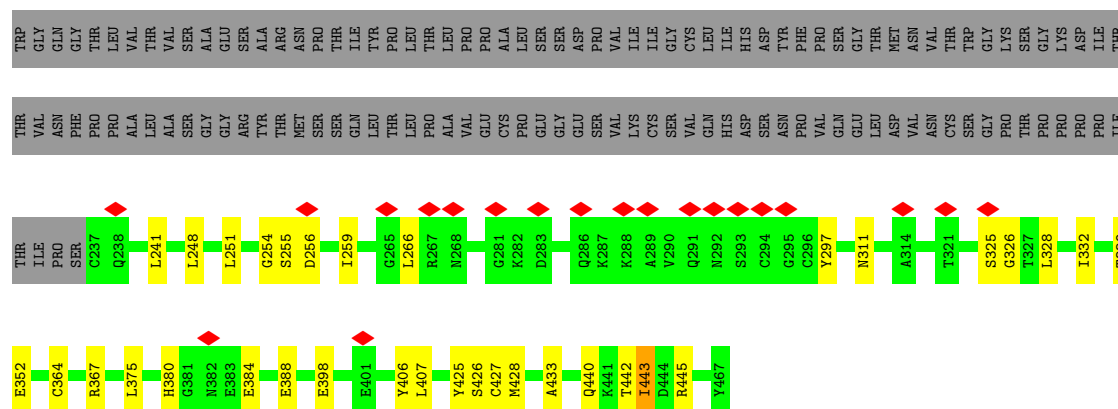 TRP GLY GLN GLY THR LEU VAL THR VAL SER ALA GLU SER ALA ARG ASN PRO THR ILE TYR PRO LEU THR LEU PRO PRO ALA LEU SER SER ASP PRO VAL ILE ILE GLY CYS LEU ILE HIS ASP TYR PHE PRO SER GLY THR MET ASN VAL THR TRP GLY LYS SER GLY LYS ASP ILE THR
THR VAL ASN PHE PRO PRO ALA LEU ALA SER GLY GLY ARG TYR THR MET SER SER GLN LEU THR LEU PRO ALA VAL GLU CYS PRO GLU GLY GLU SER VAL LYS CYS SER VAL GLN HIS ASP SER ASN PRO VAL GLN GLU LEU ASP VAL ASN CYS SER GLY PRO THR PRO PRO PRO PRO ILE
THR ILE PRO SER C237 Q238 L241 L248 L251 G254 S255 D256 I259 G265 L266 R267 N268 G281 K282 D283 Q286 K287 K288 A289 V290 Q291 N292 S293 C294 G295 C296 Y297 N311 A314 T321 S325 G326 T327 L328 I332
E352 C364 R367 L375 H380 G381 N382 E383 E384 E388 E398 E401 Y406 L407 Y425 S426 C427 M428 A433 Q440 K441 T442 I443 D444 R445 Y467